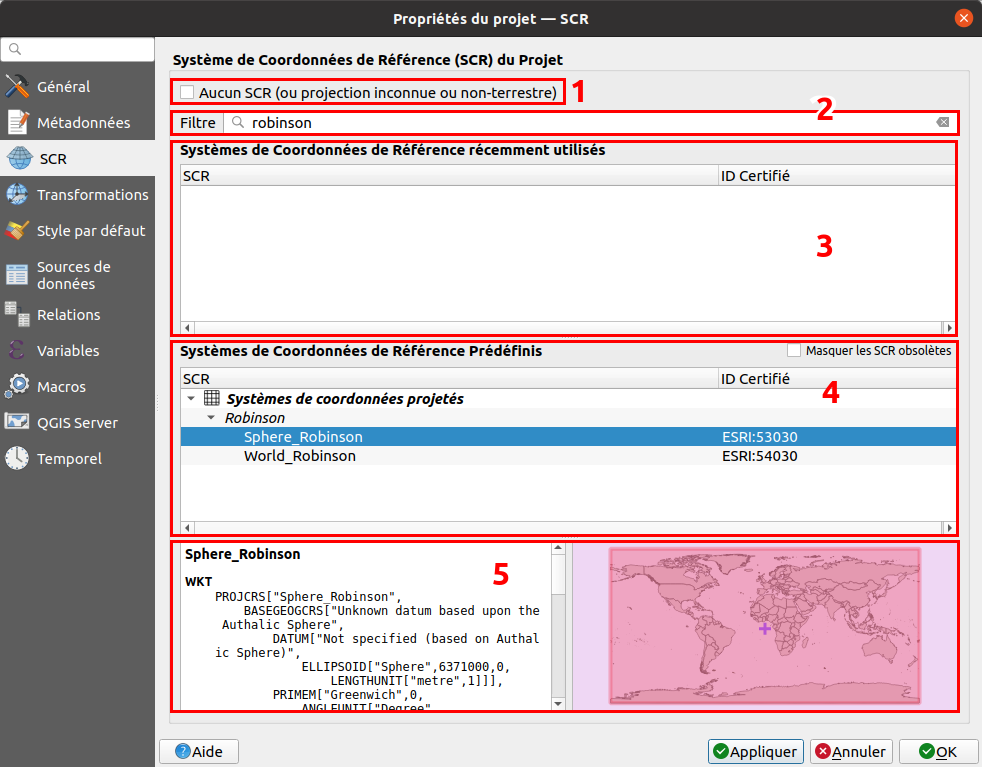 Propriétés du projet — SCR
Général
Métadonnées
SCR
Transformations
Style par défaut
Sources de
données
Relations
Variables
Macros
QGIS Server
Temporel
Système de Coordonnées de Référence (SCR) du Projet
Aucun SCR (ou projection inconnue ou non-terrestre)
1
2
Filtre robinson
Systèmes de Coordonnées de Référence récemment utilisés
SCR ID Certifié
3
Systèmes de Coordonnées de Référence Prédéfinis Masquer les SCR obsolètes
SCR ID Certifié
4
Systèmes de coordonnées projetés
Robinson
Sphere_Robinson ESRI:53030
World_Robinson ESRI:54030
Sphere_Robinson
5
WKT
PROJCRS["Sphere_Robinson",
BASEGEOGCRS["Unknown datum based upon the
Authalic Sphere",
DATUM["Not specified (based on Authal
ic Sphere)",
ELLIPSOID["Sphere",6371000,0,
LENGTHUNIT["metre",1]]],
PRIMEM["Greenwich",0,
ANGLEUNIT["Degree",
Aide Appliquer Annuler OK